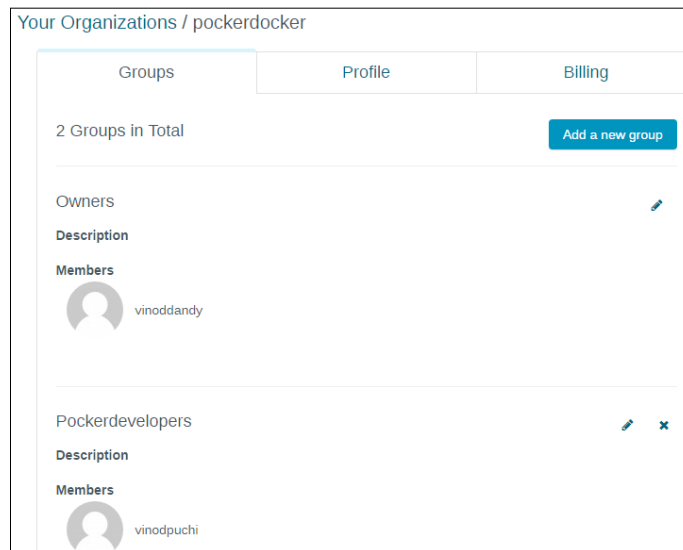 Your Organizations / pockerdocker
Groups Profile Billing
2 Groups in Total Add a new group
Owners
Description
Members
vinoddandy
Pockerdevelopers
Description
Members
vinodpuchi